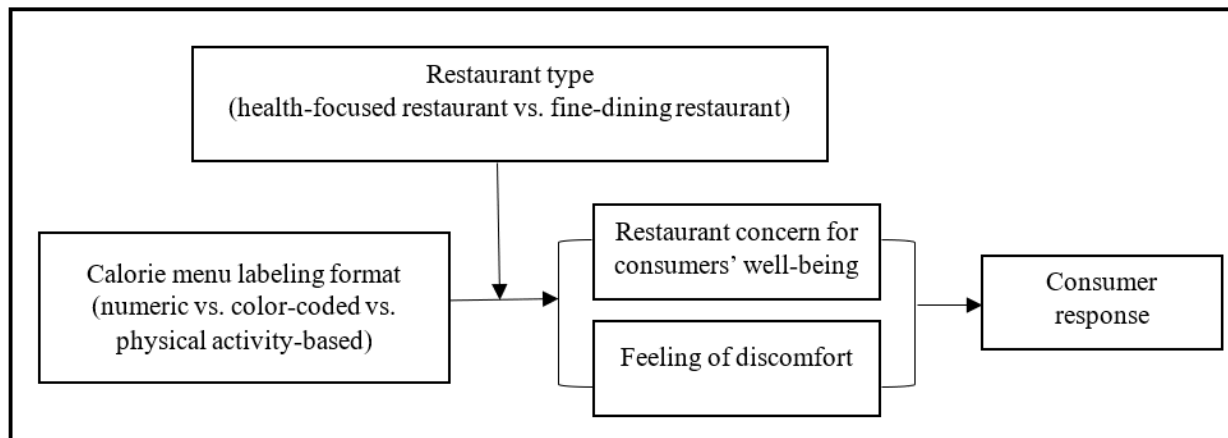 Restaurant type
(health-focused restaurant vs. fine-dining restaurant)
Calorie menu labeling format
(numeric vs. color-coded vs.
physical activity-based)
Restaurant concern for
consumers’ well-being
Feeling of discomfort
Consumer
response